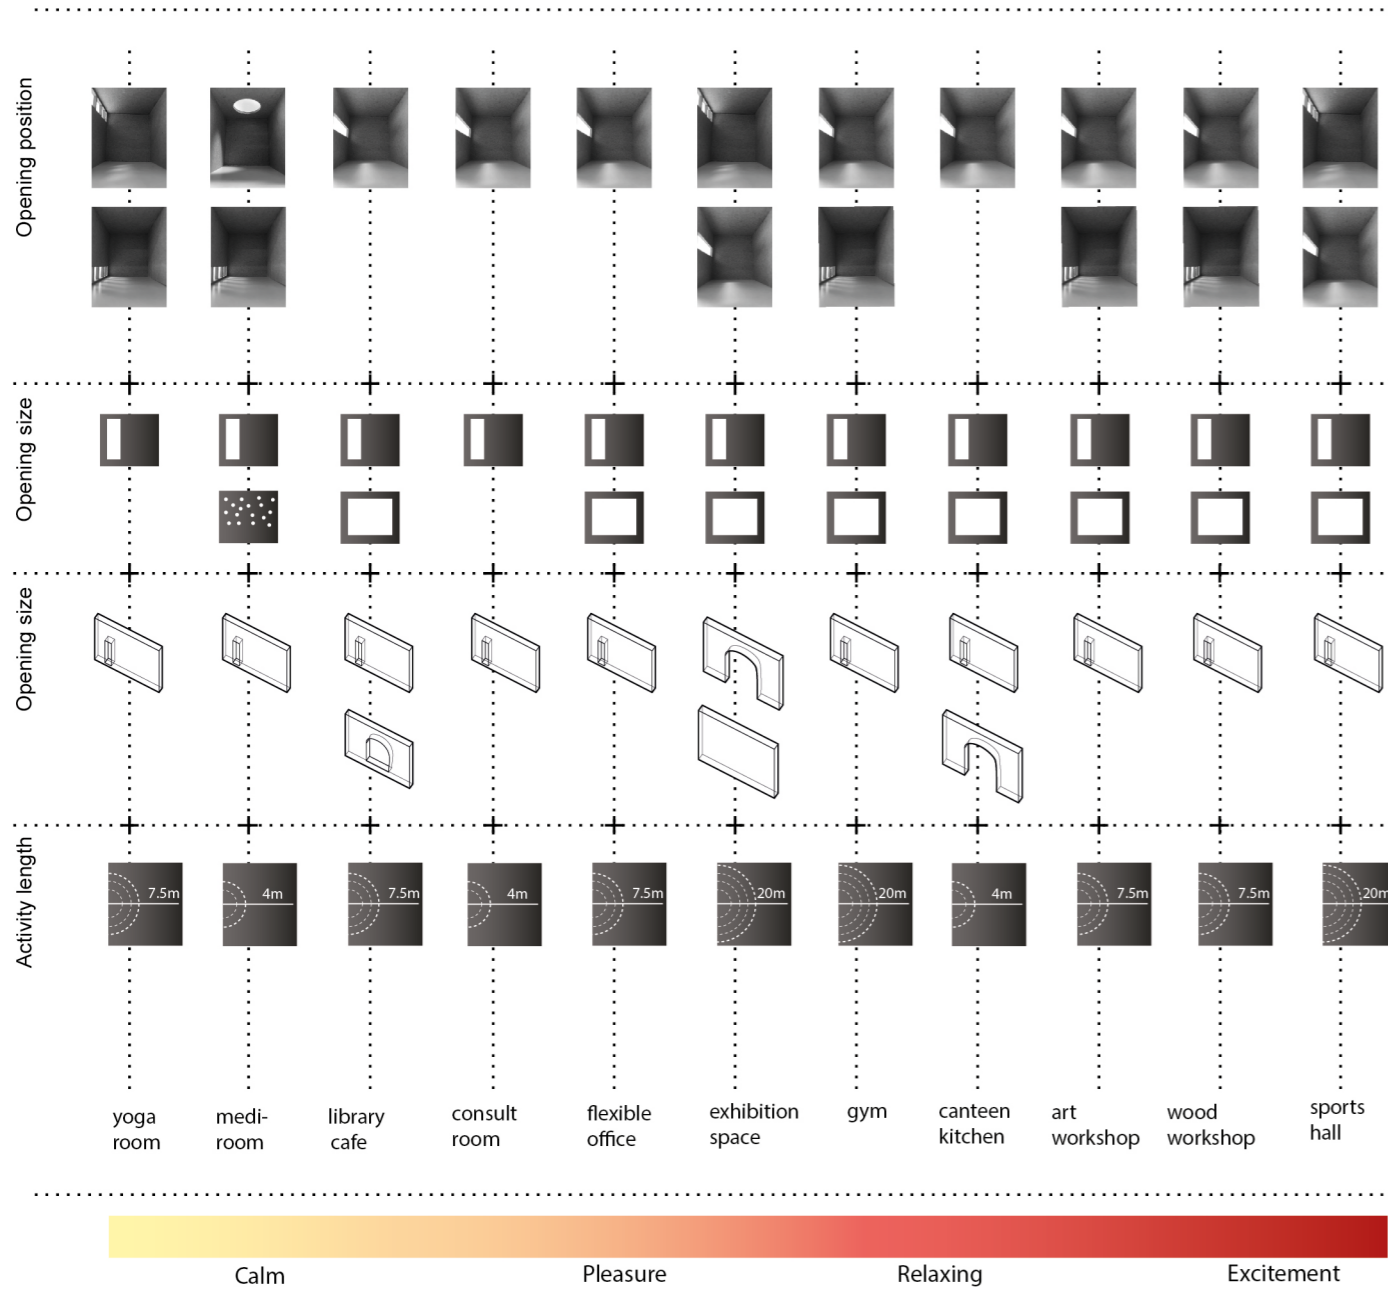 Opening position
Opening size
Opening size
Activity length
7.5m
4m
7.5m
4m
7.5m
20m
20m
4m
7.5m
7.5m
20m
yoga
room
medi-
room
library
cafe
consult
room
flexible
office
exhibition
space
gym
canteen
kitchen
art
workshop
wood
workshop
sports
hall
Calm
Pleasure
Relaxing
Excitement